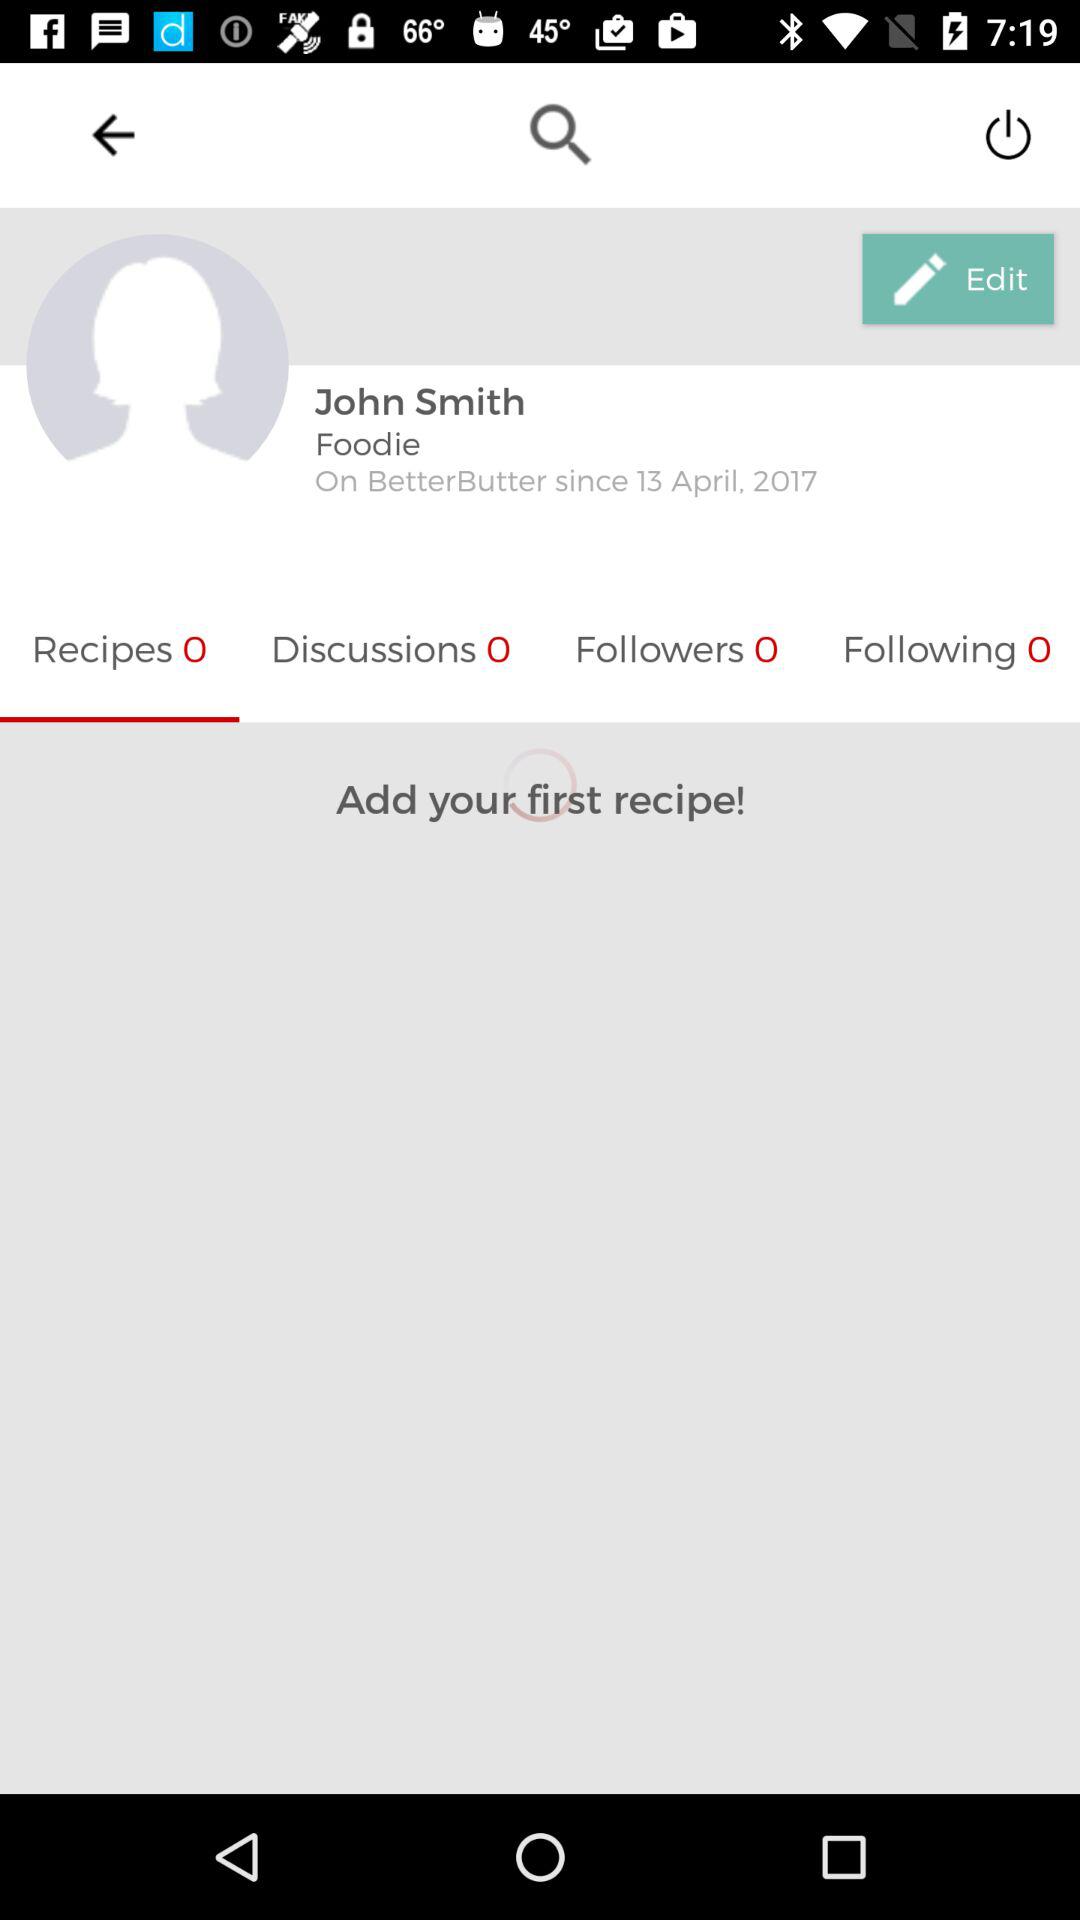 FAKE 66° 45° 7:19
Edit
John Smith
Foodie
On BetterButter since 13 April, 2017
Recipes 0 Discussions 0 Followers 0 Following 0
Add your first recipe!